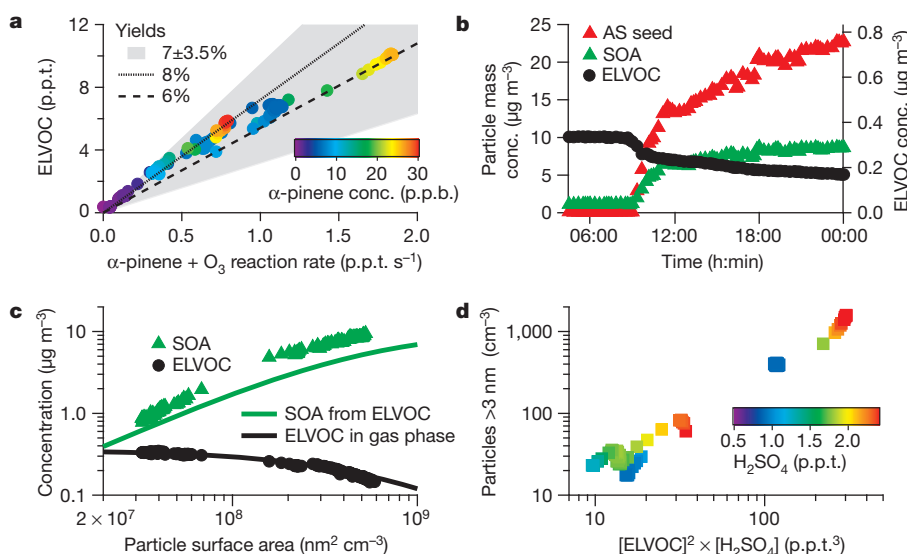 a
Yields
7±3.5%
8%
6%
ELVOC (p.p.t.)
12
8
4
0
0 10 20 30
α-pinene conc. (p.p.b.)
0.0 0.5 1.0 1.5 2.0
α-pinene + O₃ reaction rate (p.p.t. s⁻¹)
b
AS seed
SOA
ELVOC
Particle mass
conc. (μg m⁻³)
25
20
15
10
5
0
0.8
0.6
0.4
0.2
0.0
ELVOC conc. (μg m⁻³)
06:00 12:00 18:00 00:00
Time (h:min)
c
SOA
ELVOC
SOA from ELVOC
ELVOC in gas phase
Concentration (μg m⁻³)
10
1.0
0.1
2 × 10⁷ 10⁸ 10⁹
Particle surface area (nm² cm⁻³)
d
Particles >3 nm (cm⁻³)
1,000
100
10
0.5 1.0 2.0
H₂SO₄ (p.p.t.)
10 100
[ELVOC]² × [H₂SO₄] (p.p.t.³)